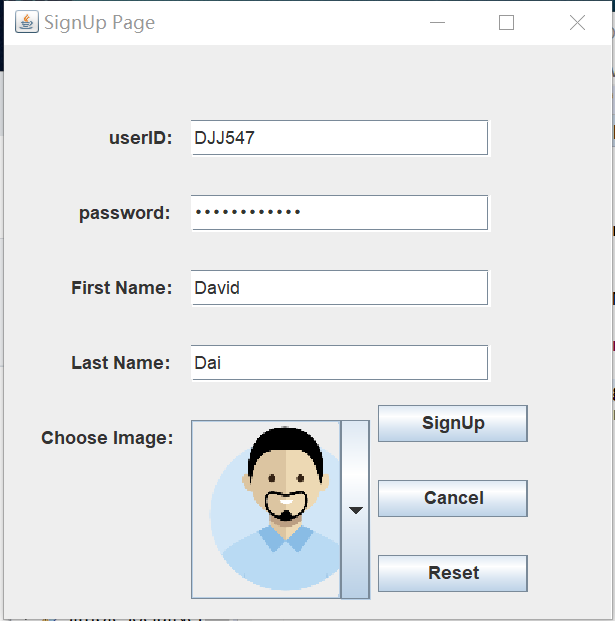 SignUp Page
userID: DJJ547
password: ••••••••••••
First Name: David
Last Name: Dai
Choose Image:
SignUp
Cancel
Reset